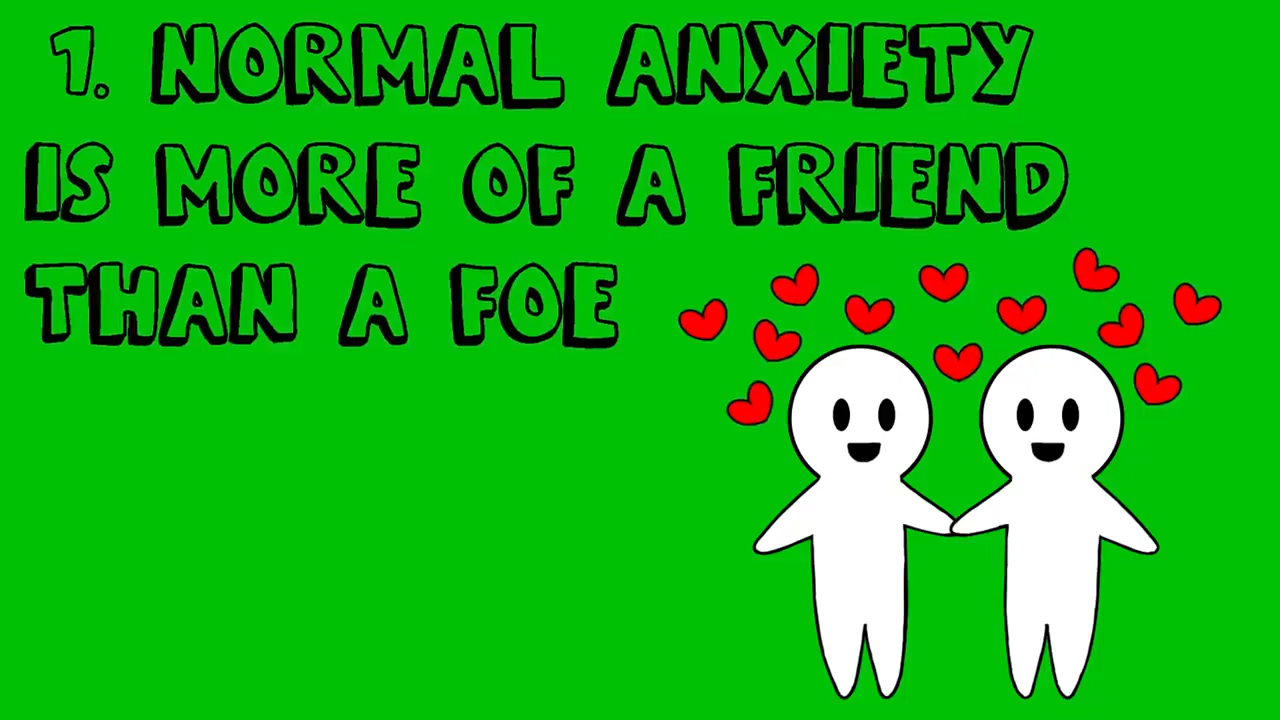 1. NORMAL ANXIETY
IS MORE OF A FRIEND
THAN A FOE